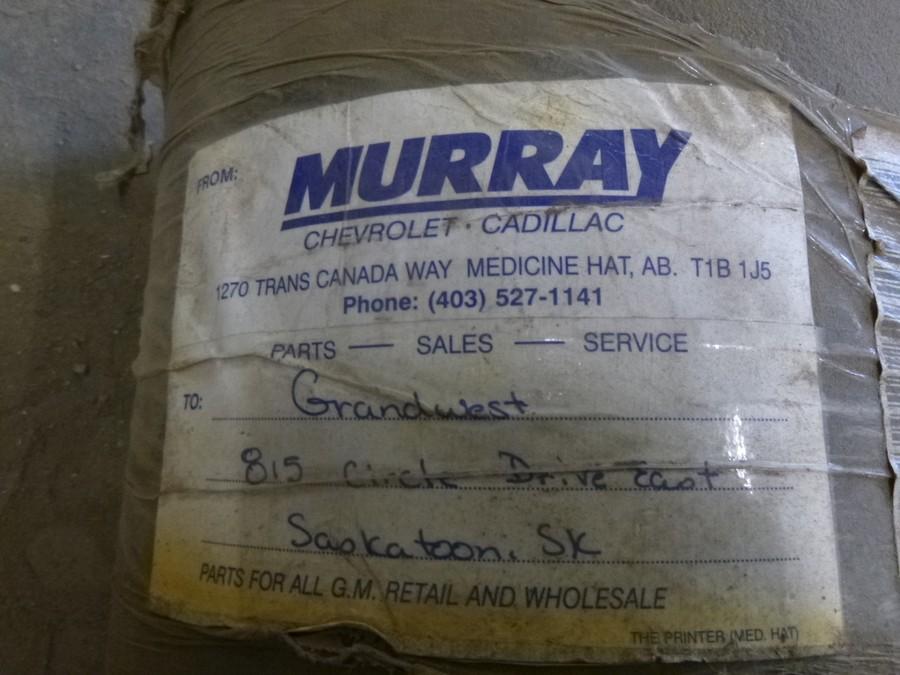 FROM:
MURRAY
CHEVROLET · CADILLAC
1270 TRANS CANADA WAY MEDICINE HAT, AB. T1B 1J5
Phone: (403) 527-1141
PARTS — SALES — SERVICE
TO: Grandwest
815 Circle Drive East
Saskatoon. SK
PARTS FOR ALL G.M. RETAIL AND WHOLESALE
THE PRINTER (MED. HAT)